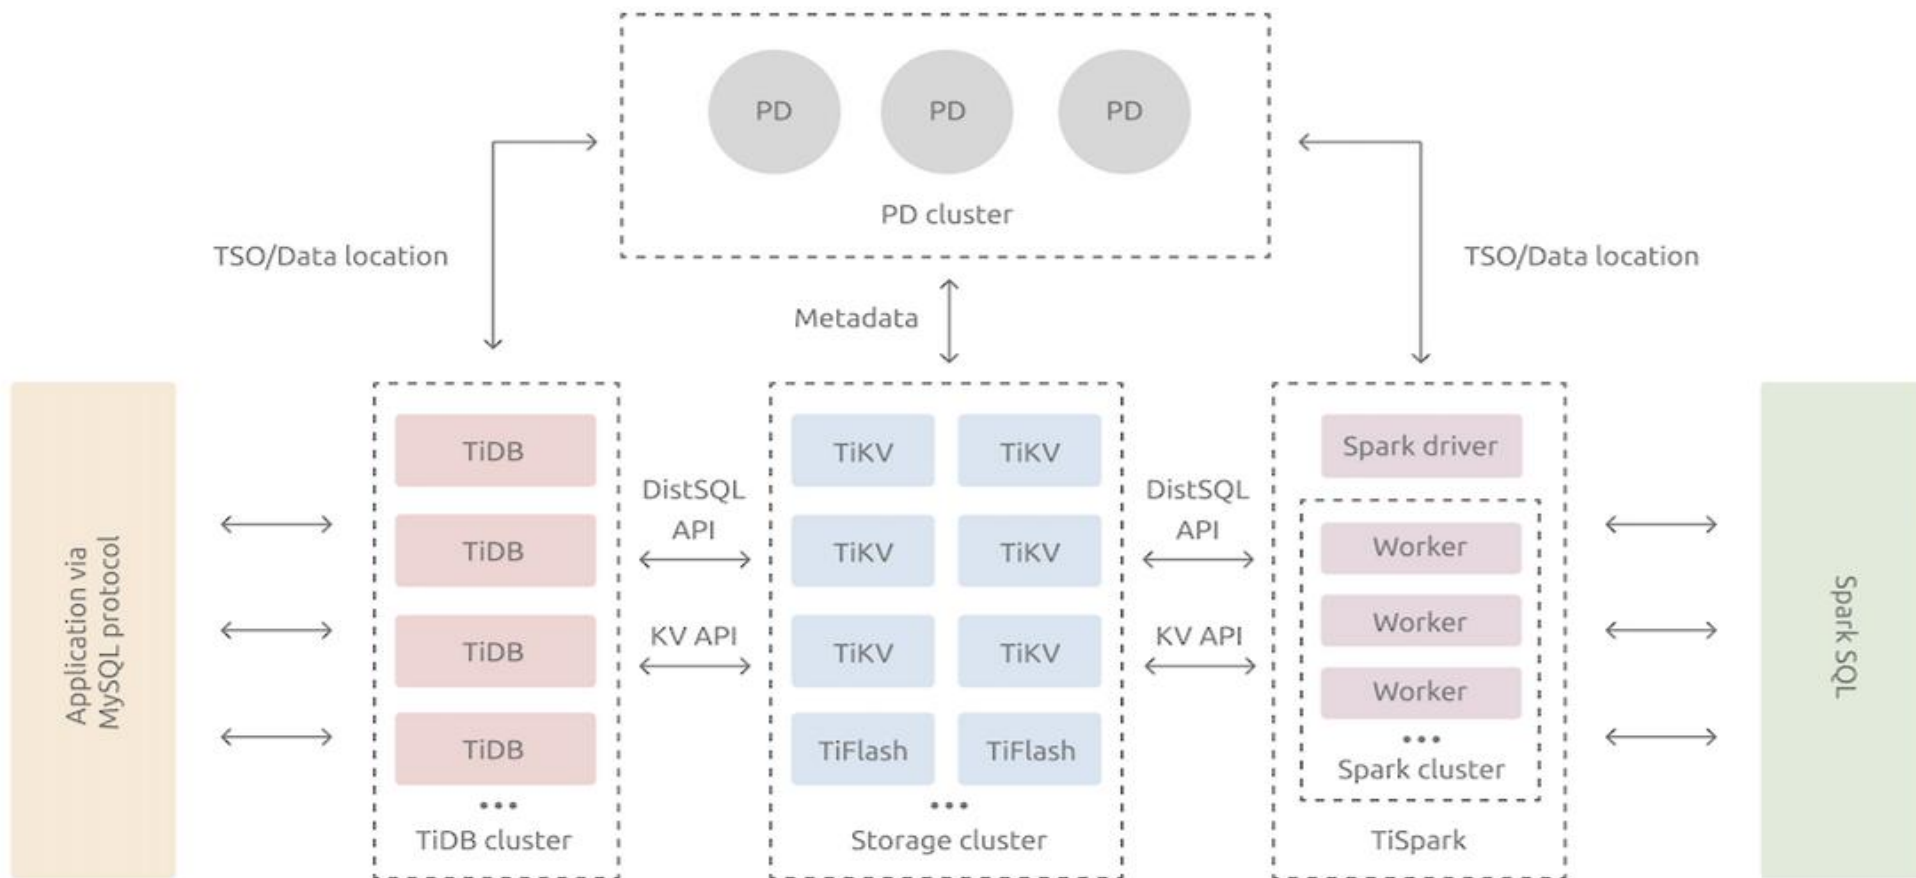 PD
PD
PD
PD cluster
TSO/Data location
TSO/Data location
Metadata
Application via
MySQL protocol
TiDB
TiDB
TiDB
TiDB
...
TiDB cluster
DistSQL
API
KV API
TiKV
TiKV
TiKV
TiKV
TiKV
TiKV
TiFlash
TiFlash
...
Storage cluster
DistSQL
API
KV API
Spark driver
Worker
Worker
Worker
...
Spark cluster
TiSpark
Spark SQL